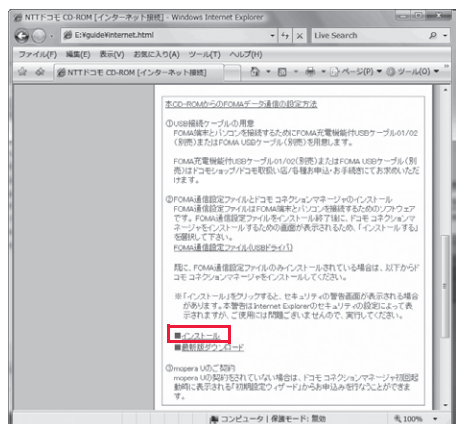 NTTドコモ CD-ROM [インターネット接続] - Windows Internet Explorer
E:¥guide¥internet.html
Live Search
ファイル(F) 編集(E) 表示(V) お気に入り(A) ツール(T) ヘルプ(H)
NTTドコモ CD-ROM [インターネット接続]
ページ(P) ツール(O)
本CD-ROMからのFOMAデータ通信の設定方法
①USB接続ケーブルの用意
FOMA端末とパソコンを接続するためにFOMA充電機能付USBケーブル01/02
(別売)またはFOMA USBケーブル(別売)を用意します。
FOMA充電機能付USBケーブル01/02(別売)またはFOMA USBケーブル(別
売)はドコモショップ/ドコモ取扱い店/各種お申込・お手続きにてお求めいただ
けます。
②FOMA通信設定ファイルとドコモ コネクションマネージャのインストール
FOMA通信設定ファイルはFOMA端末とパソコンを接続するためのソフトウェア
です。FOMA通信設定ファイルをインストール終了後に、ドコモ コネクションマ
ネージャをインストールするための画面が表示されるため、「インストールする」
を選択して下さい。
FOMA通信設定ファイル(USBドライバ)
既に、FOMA通信設定ファイルのみインストールされている場合は、以下からド
コモ コネクションマネージャをインストールしてください。
※「インストール」をクリックすると、セキュリティの警告画面が表示される場合
があります。本警告はInternet Explorerのセキュリティの設定によって表
示されますが、ご使用には問題ございませんので、実行してください。
■インストール
■最新版ダウンロード
③mopera Uのご契約
mopera Uの契約をされていない場合は、ドコモ コネクションマネージャ初回起
動時に表示される「初期設定ウィザード」からお申込みを行なうことができま
す。
コンピュータ | 保護モード: 無効
100%